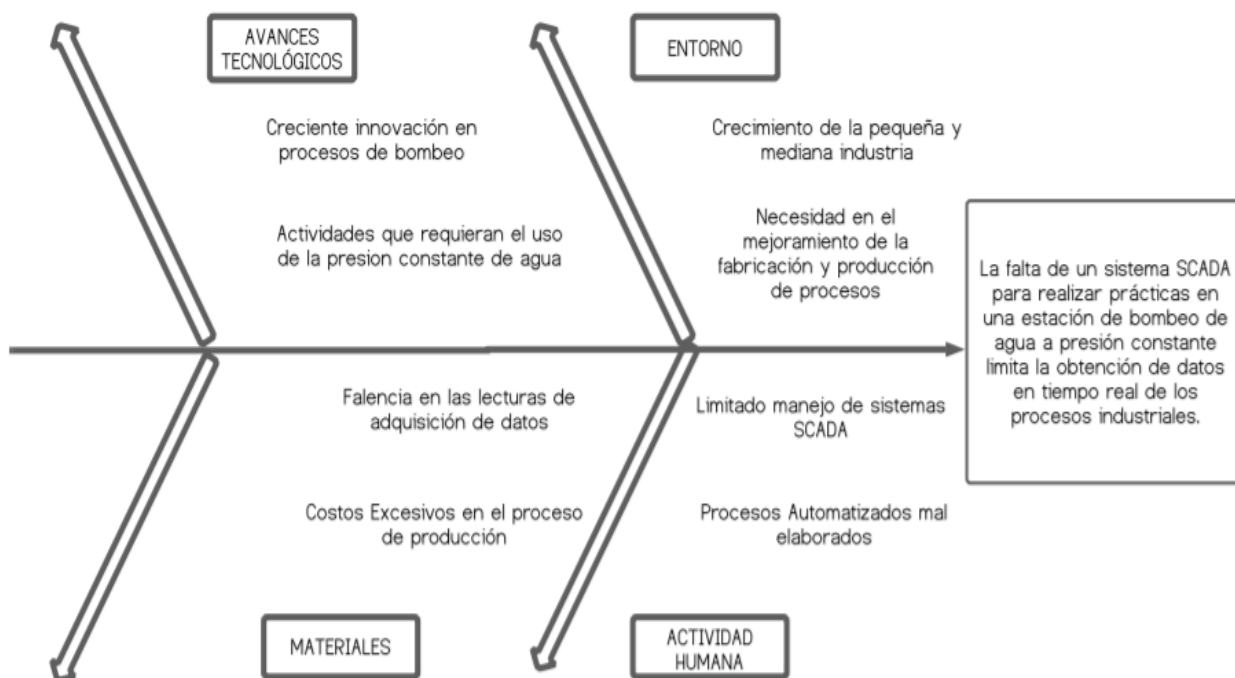 AVANCES
TECNOLÓGICOS
Creciente innovación en
procesos de bombeo
Actividades que requieran el uso
de la presion constante de agua
ENTORNO
Crecimiento de la pequeña y
mediana industria
Necesidad en el
mejoramiento de la
fabricación y producción
de procesos
La falta de un sistema SCADA
para realizar prácticas en
una estación de bombeo de
agua a presión constante
limita la obtención de datos
en tiempo real de los
procesos industriales.
Falencia en las lecturas de
adquisición de datos
Costos Excesivos en el proceso
de producción
MATERIALES
Limitado manejo de sistemas
SCADA
Procesos Automatizados mal
elaborados
ACTIVIDAD
HUMANA